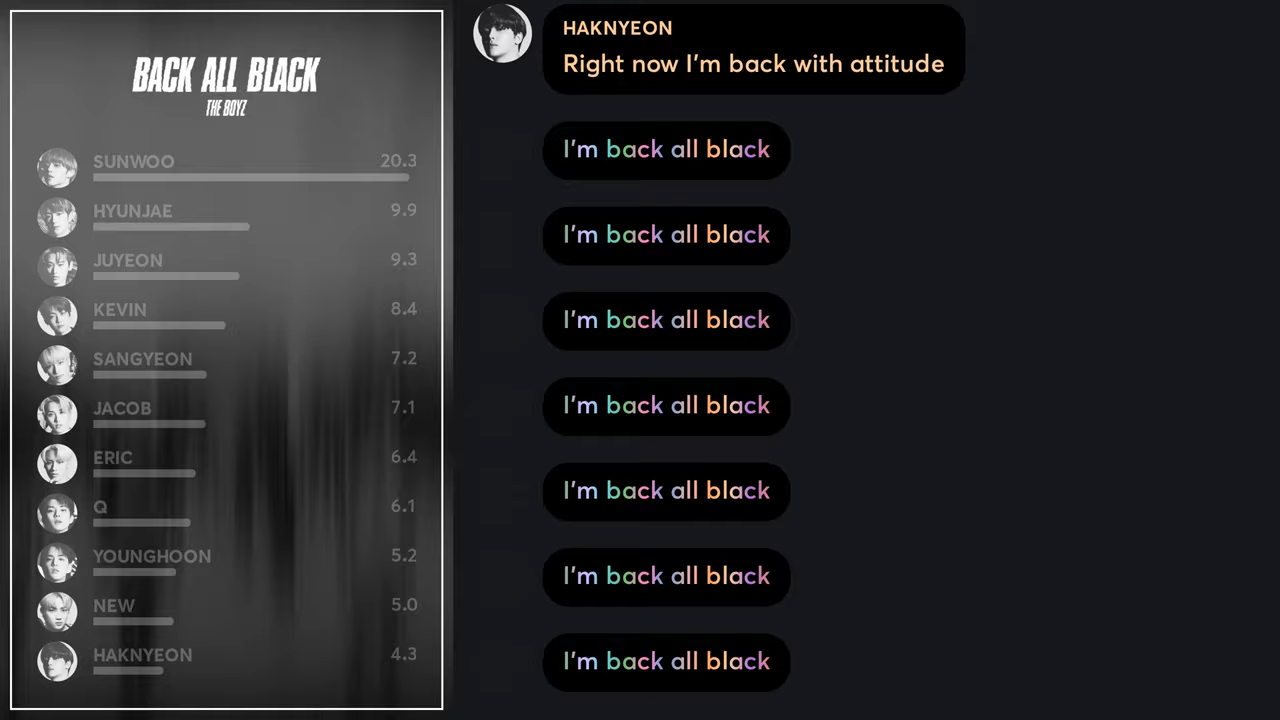 BACK ALL BLACK
THE BOYZ
SUNWOO 20.3
HYUNJAE 9.9
JUYEON 9.3
KEVIN 8.4
SANGYEON 7.2
JACOB 7.1
ERIC 6.4
Q 6.1
YOUNGHOON 5.2
NEW 5.0
HAKNYEON 4.3
HAKNYEON
Right now I'm back with attitude
I'm back all black
I'm back all black
I'm back all black
I'm back all black
I'm back all black
I'm back all black
I'm back all black